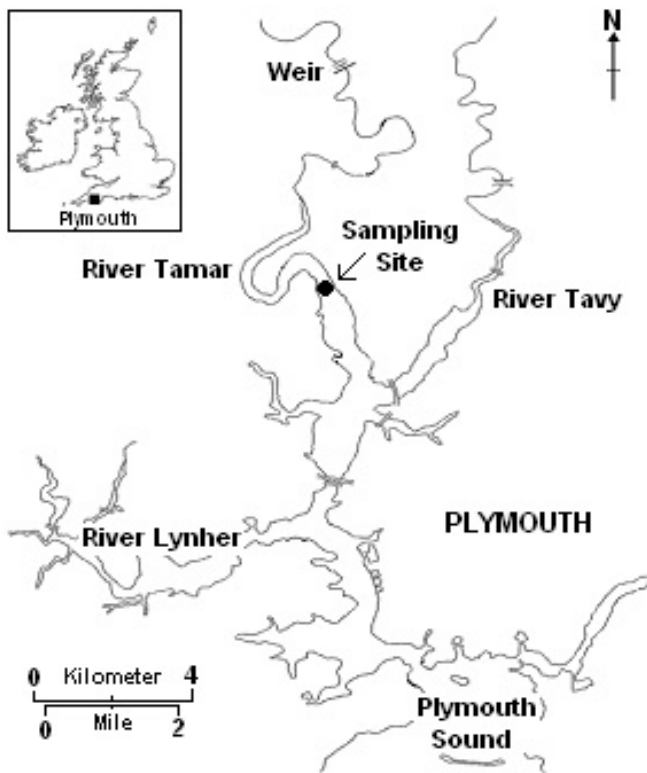 N
Weir
Plymouth
Sampling
Site
River Tamar
River Tavy
PLYMOUTH
River Lynher
0 Kilometer 4
Mile
0 2
Plymouth
Sound